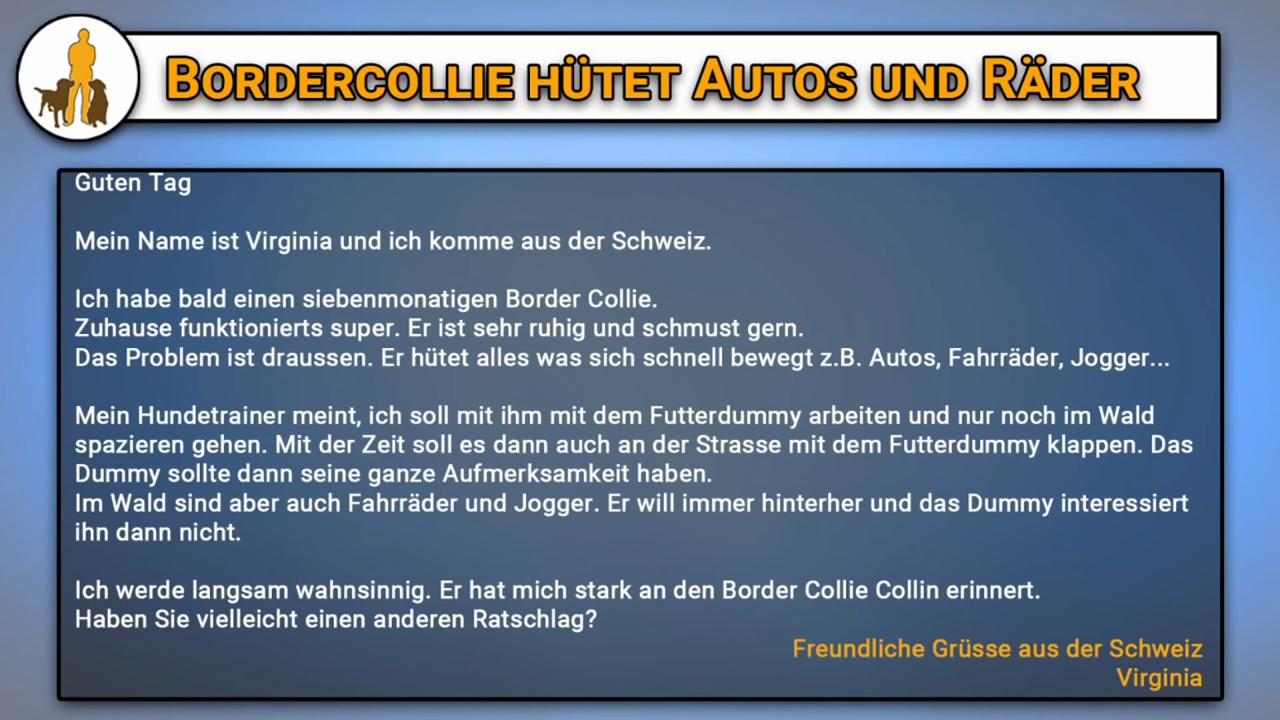 Bordercollie hütet Autos und Räder
Guten Tag
Mein Name ist Virginia und ich komme aus der Schweiz.
Ich habe bald einen siebenmonatigen Border Collie.
Zuhause funktionierts super. Er ist sehr ruhig und schmust gern.
Das Problem ist draussen. Er hütet alles was sich schnell bewegt z.B. Autos, Fahrräder, Jogger...
Mein Hundetrainer meint, ich soll mit ihm mit dem Futterdummy arbeiten und nur noch im Wald
spazieren gehen. Mit der Zeit soll es dann auch an der Strasse mit dem Futterdummy klappen. Das
Dummy sollte dann seine ganze Aufmerksamkeit haben.
Im Wald sind aber auch Fahrräder und Jogger. Er will immer hinterher und das Dummy interessiert
ihn dann nicht.
Ich werde langsam wahnsinnig. Er hat mich stark an den Border Collie Collin erinnert.
Haben Sie vielleicht einen anderen Ratschlag?
Freundliche Grüsse aus der Schweiz
Virginia